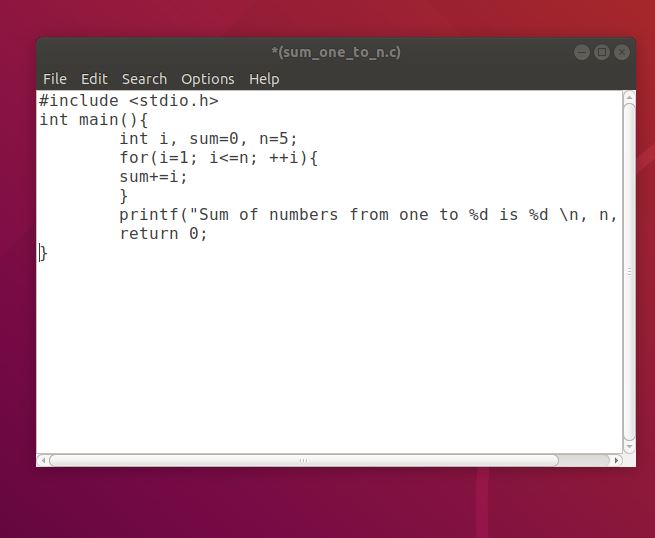 *(sum_one_to_n.c)
File Edit Search Options Help
#include <stdio.h>
int main(){
int i, sum=0, n=5;
for(i=1; i<=n; ++i){
sum+=i;
}
printf("Sum of numbers from one to %d is %d \n, n,
return 0;
}